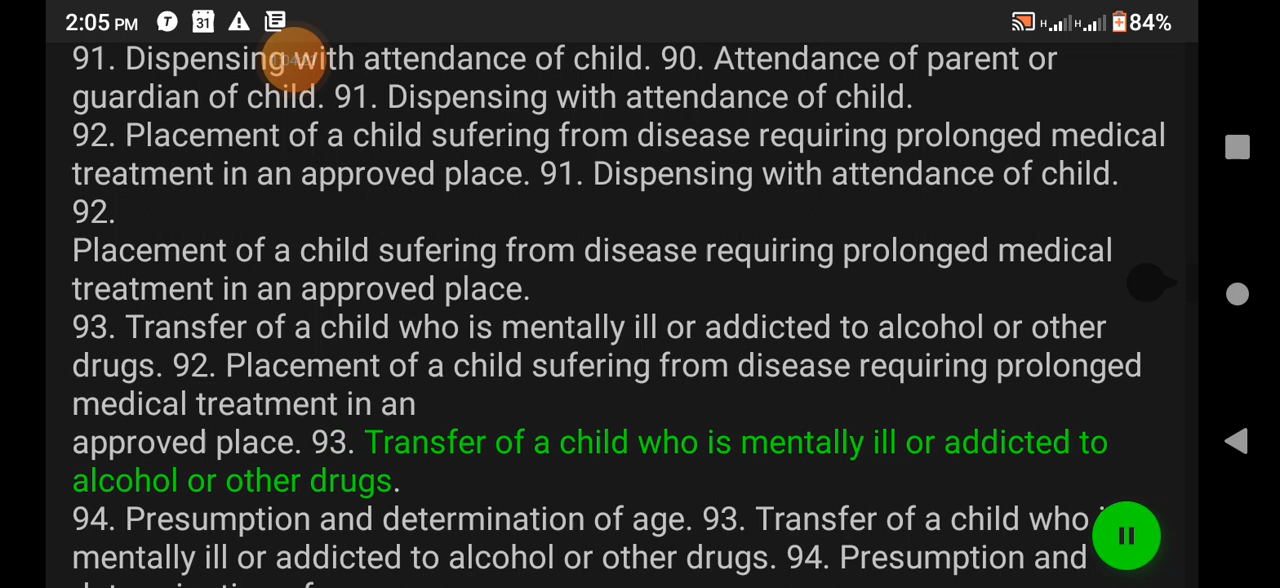 2:05 PM T 31 H H 84%
91. Dispensing with attendance of child. 90. Attendance of parent or
guardian of child. 91. Dispensing with attendance of child.
92. Placement of a child sufering from disease requiring prolonged medical
treatment in an approved place. 91. Dispensing with attendance of child.
92.
Placement of a child sufering from disease requiring prolonged medical
treatment in an approved place.
93. Transfer of a child who is mentally ill or addicted to alcohol or other
drugs. 92. Placement of a child sufering from disease requiring prolonged
medical treatment in an
approved place. 93. Transfer of a child who is mentally ill or addicted to
alcohol or other drugs.
94. Presumption and determination of age. 93. Transfer of a child who
mentally ill or addicted to alcohol or other drugs. 94. Presumption and